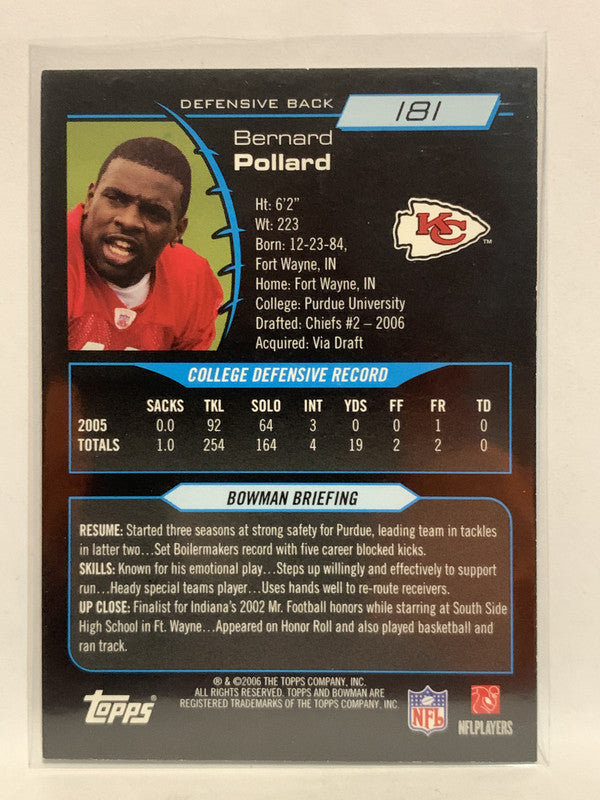 DEFENSIVE BACK 181
Bernard
Pollard
Ht: 6'2"
Wt: 223
Born: 12-23-84,
Fort Wayne, IN
Home: Fort Wayne, IN
College: Purdue University
Drafted: Chiefs #2 – 2006
Acquired: Via Draft
KC
TM
COLLEGE DEFENSIVE RECORD
SACKS TKL SOLO INT YDS FF FR TD
2005 0.0 92 64 3 0 0 1 0
TOTALS 1.0 254 164 4 19 2 2 0
BOWMAN BRIEFING
RESUME: Started three seasons at strong safety for Purdue, leading team in tackles
in latter two...Set Boilermakers record with five career blocked kicks.
SKILLS: Known for his emotional play...Steps up willingly and effectively to support
run...Heady special teams player...Uses hands well to re-route receivers.
UP CLOSE: Finalist for Indiana's 2002 Mr. Football honors while starring at South Side
High School in Ft. Wayne...Appeared on Honor Roll and also played basketball and
ran track.
® & ©2006 THE TOPPS COMPANY, INC.
ALL RIGHTS RESERVED. TOPPS AND BOWMAN ARE
REGISTERED TRADEMARKS OF THE TOPPS COMPANY, INC.
Topps®
NFL
NFLPLAYERS